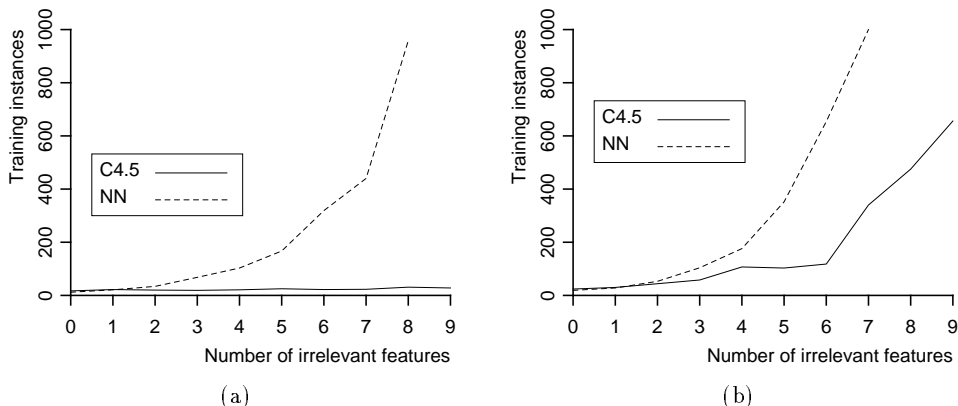 Training instances
1000
800
600
400
200
0
C4.5
NN
0 1 2 3 4 5 6 7 8 9
Number of irrelevant features
(a)
Training instances
1000
800
600
400
200
0
C4.5
NN
0 1 2 3 4 5 6 7 8 9
Number of irrelevant features
(b)